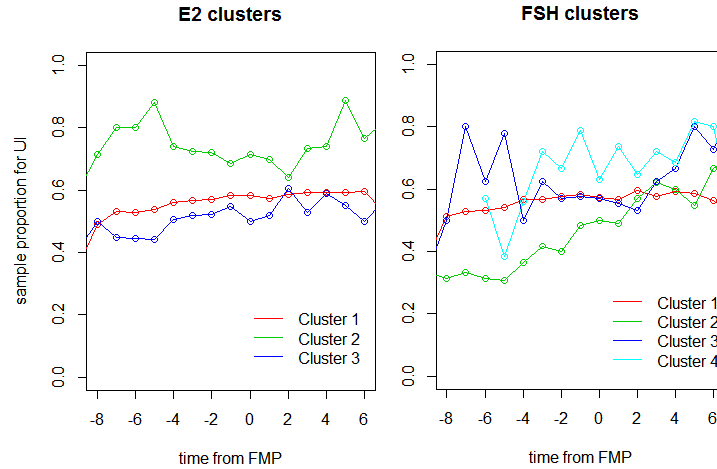 E2 clusters
sample proportion for UI
1.0
0.8
0.6
0.4
0.2
0.0
Cluster 1
Cluster 2
Cluster 3
-8 -6 -4 -2 0 2 4 6
time from FMP
FSH clusters
1.0
0.8
0.6
0.4
0.2
0.0
Cluster 1
Cluster 2
Cluster 3
Cluster 4
-8 -6 -4 -2 0 2 4 6
time from FMP